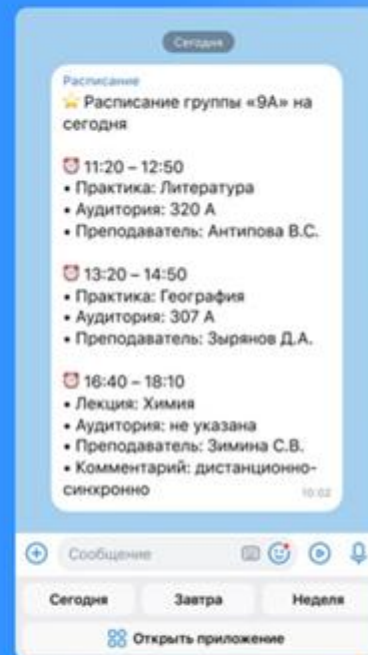 Сегодня
Расписание
⭐ Расписание группы «9А» на
сегодня
⏰ 11:20 – 12:50
• Практика: Литература
• Аудитория: 320 А
• Преподаватель: Антипова В.С.
⏰ 13:20 – 14:50
• Практика: География
• Аудитория: 307 А
• Преподаватель: Зырянов Д.А.
⏰ 16:40 – 18:10
• Лекция: Химия
• Аудитория: не указана
• Преподаватель: Зимина С.В.
• Комментарий: дистанционно-
синхронно
10:02
Сообщение
Сегодня Завтра Неделя
Открыть приложение